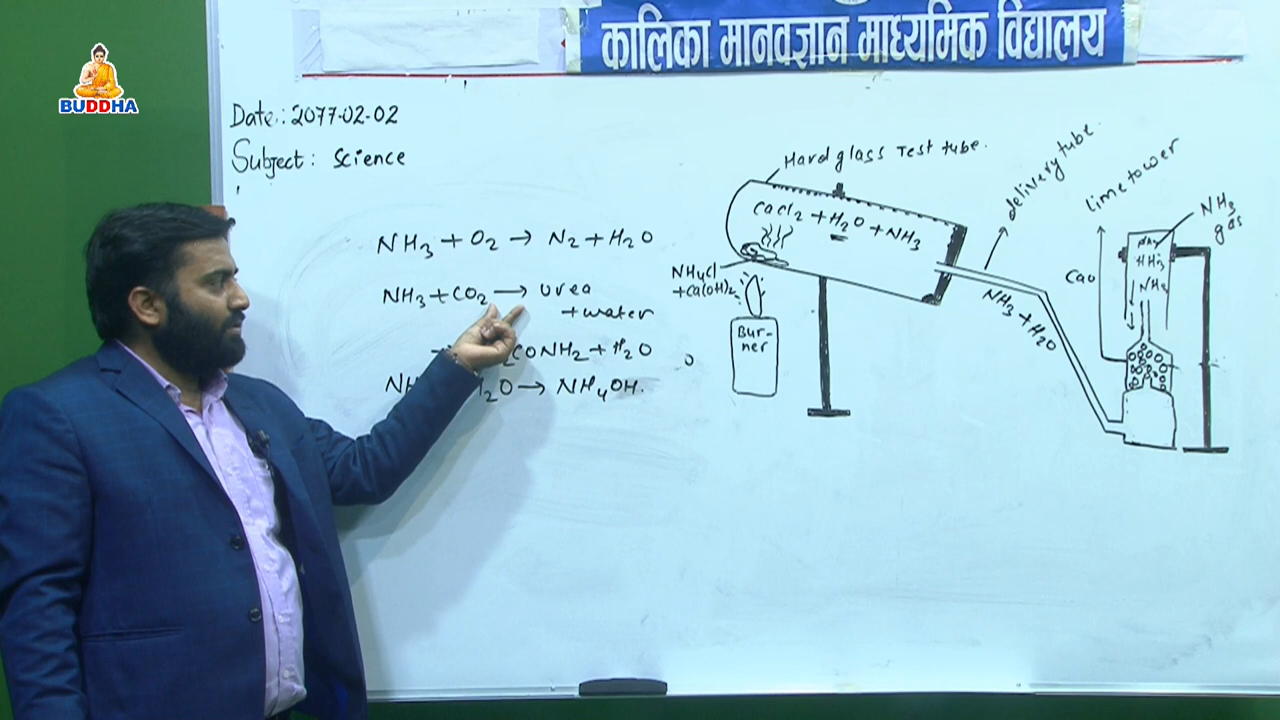 BUDDHA
कालिका मानवज्ञान माध्यमिक विद्यालय
Date: 2077-02-02
Subject: Science
NH₃ + O₂ → N₂ + H₂O
NH₃ + CO₂ → Urea
+ water
CONH₂ + H₂O
H₂O → NH₄OH.
Hard glass Test tube.
CaCl₂ + H₂O + NH₃
NH₄Cl
+ Ca(OH)₂
Bur-
ner
delivery tube.
NH₃ + H₂O
lime tower
CaO
NH₃
gas
NH₃